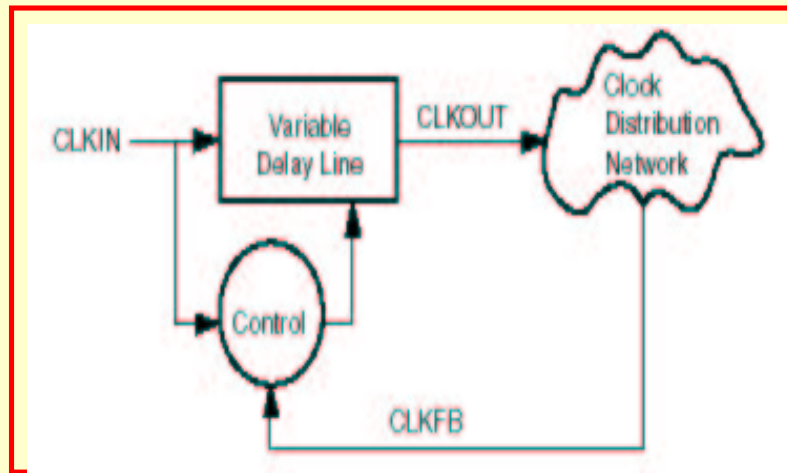 CLKIN
Variable
Delay Line
CLKOUT
Clock
Distribution
Network
Control
CLKFB